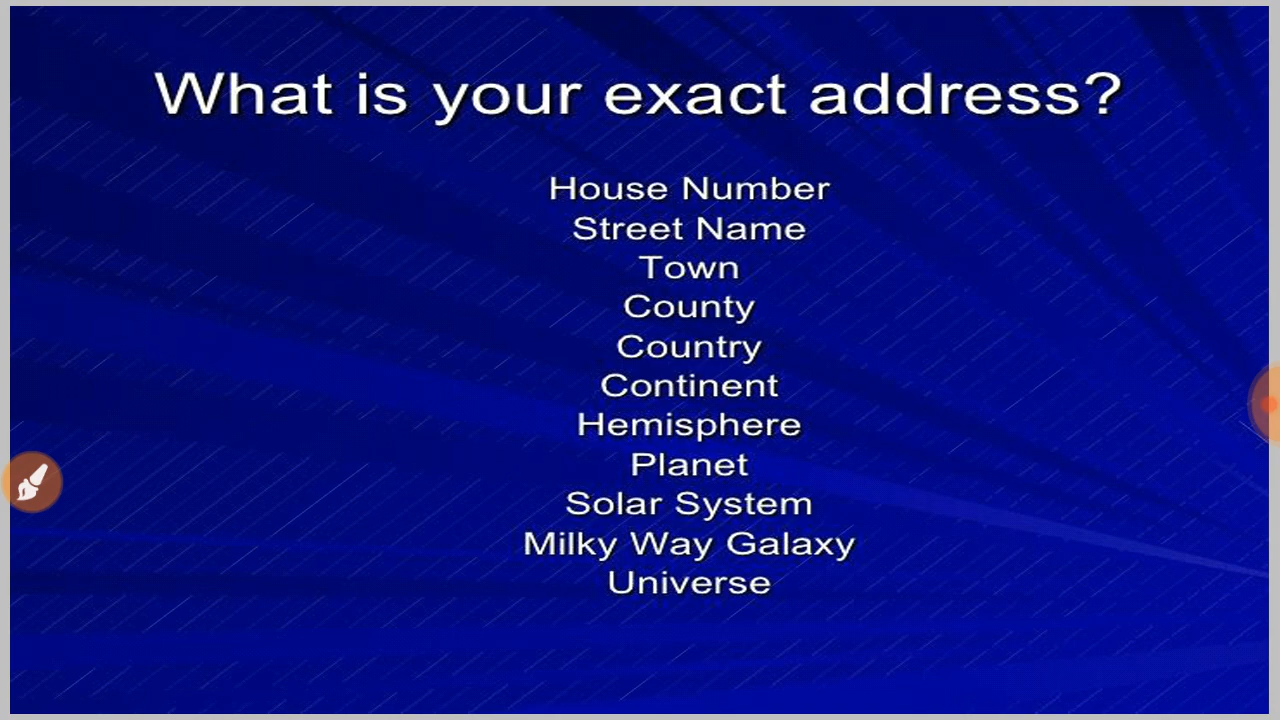 What is your exact address?
House Number
Street Name
Town
County
Country
Continent
Hemisphere
Planet
Solar System
Milky Way Galaxy
Universe